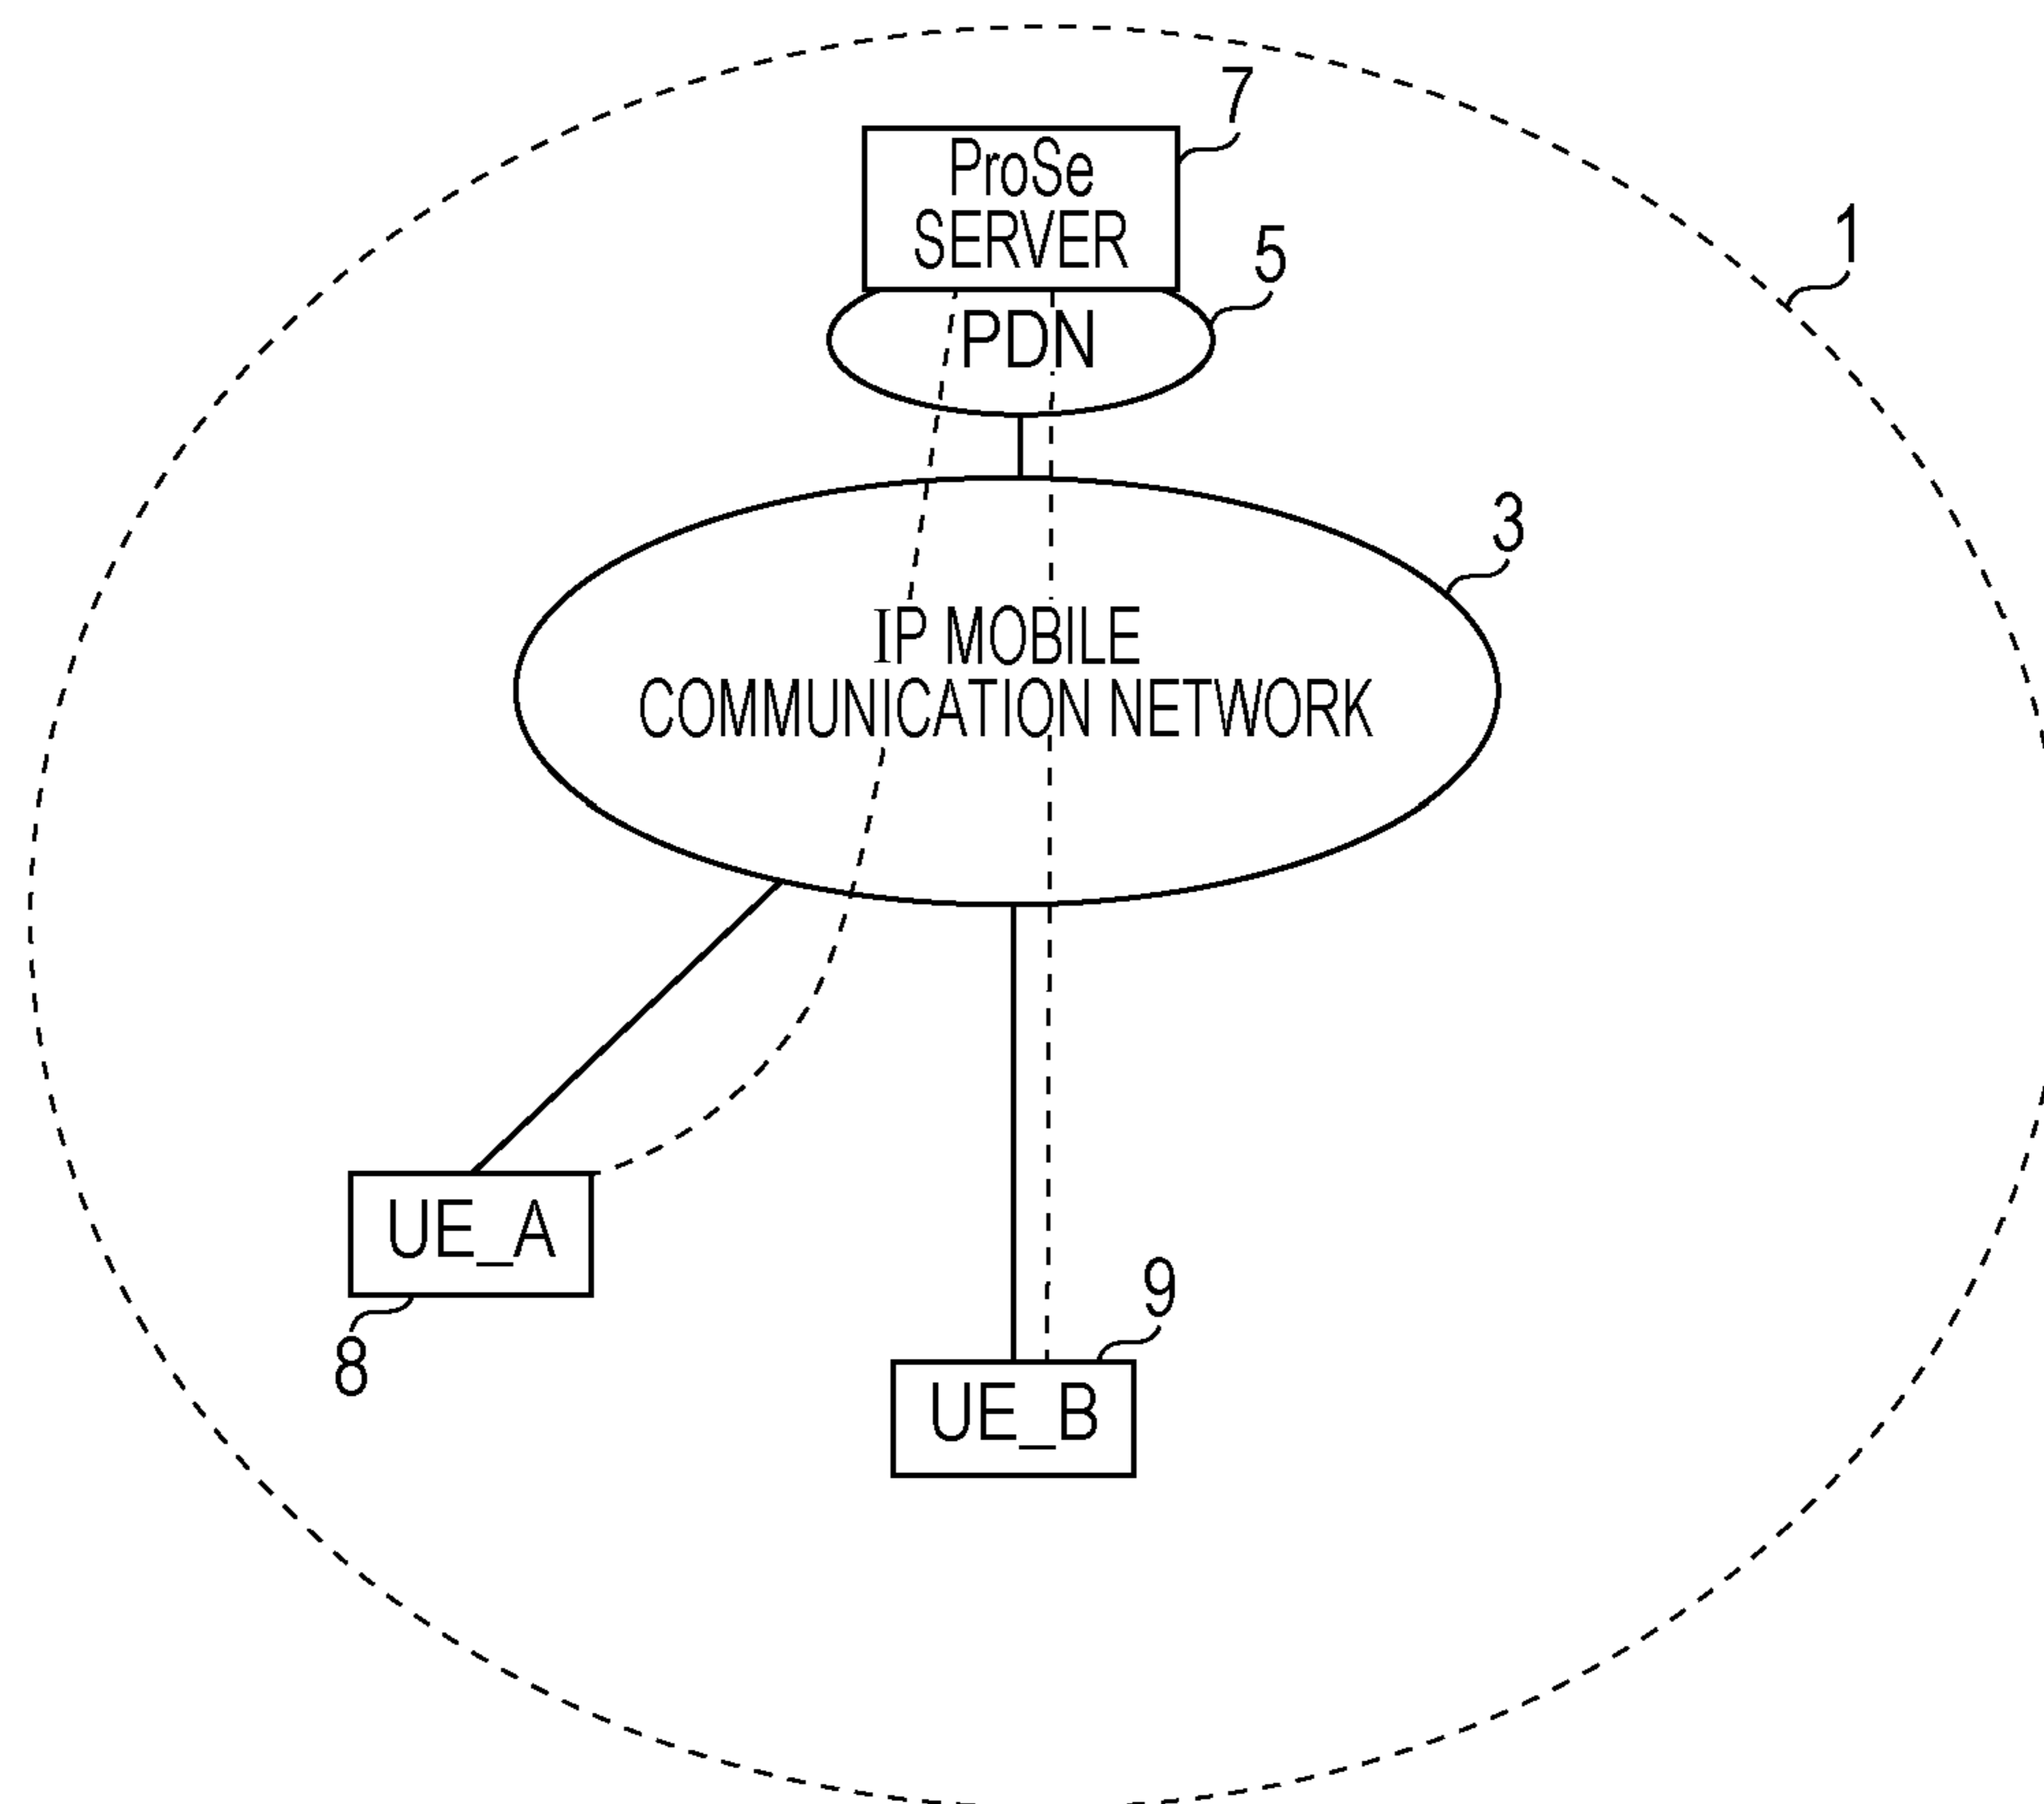 7
ProSe
SERVER
1
5
PDN
3
IP MOBILE
COMMUNICATION NETWORK
UE_A
8
9
UE_B